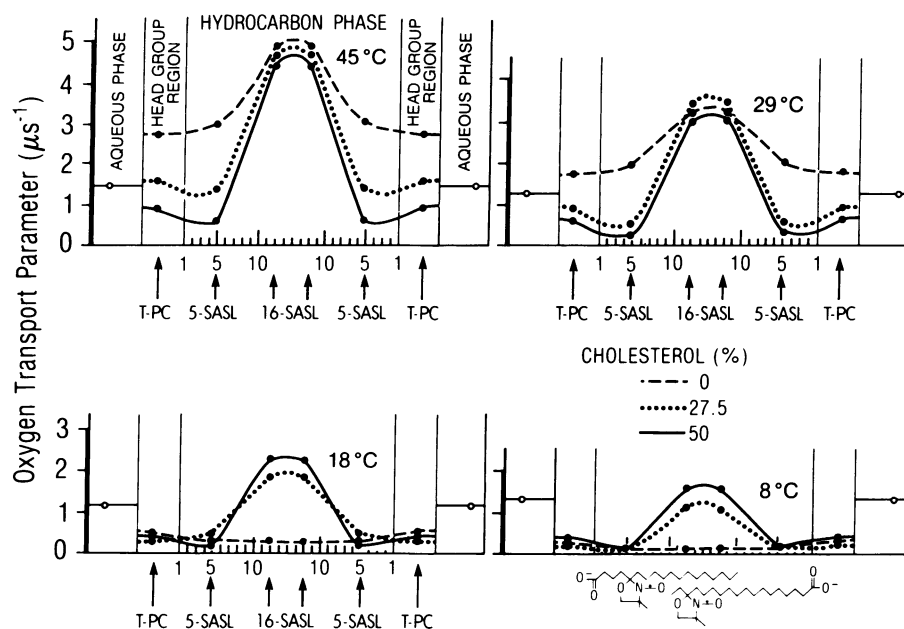 HYDROCARBON PHASE
AQUEOUS PHASE
HEAD GROUP REGION
45°C
HEAD GROUP REGION
AQUEOUS PHASE
29°C
Oxygen Transport Parameter (μs⁻¹)
5
4
3
2
1
0
1 5 10 10 5 1
T-PC 5-SASL 16-SASL 5-SASL T-PC
1 5 10 10 5 1
T-PC 5-SASL 16-SASL 5-SASL T-PC
CHOLESTEROL (%)
0
27.5
50
3
2
1
0
18°C
8°C
1 5 10 10 5 1
T-PC 5-SASL 16-SASL 5-SASL T-PC
O O⁻
O
O N O
O N O
O O⁻